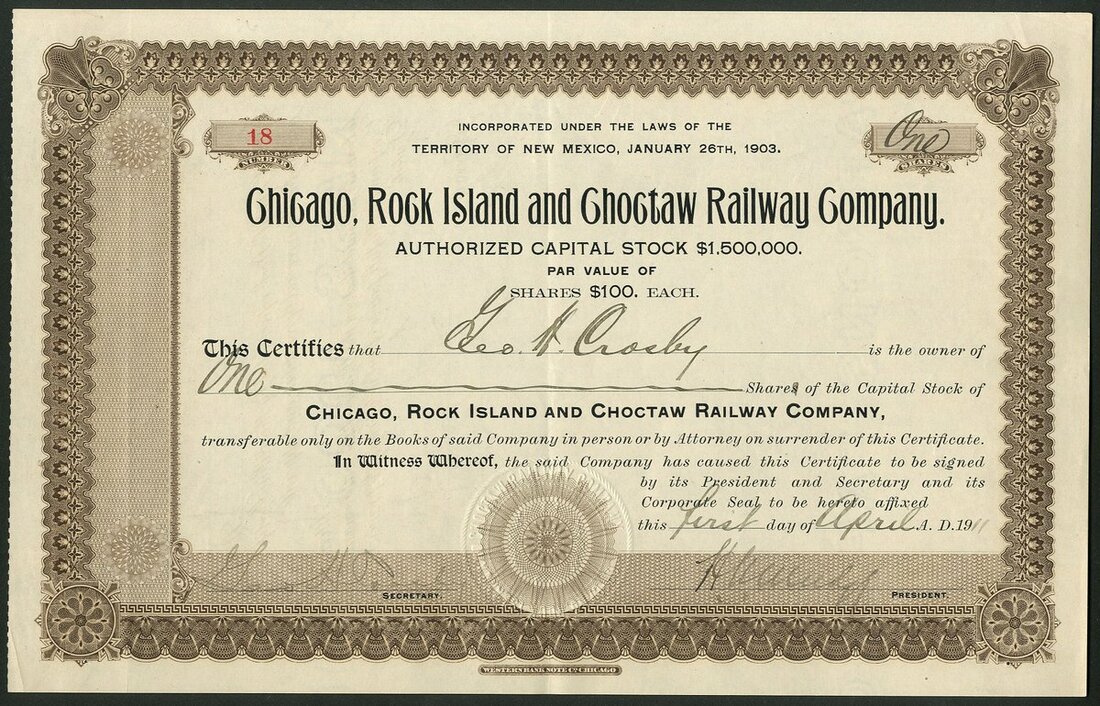 18
NUMBER
One
SHARES
INCORPORATED UNDER THE LAWS OF THE
TERRITORY OF NEW MEXICO, JANUARY 26TH, 1903.
Chicago, Rock Island and Choctaw Railway Company.
AUTHORIZED CAPITAL STOCK $1,500,000.
PAR VALUE OF
SHARES $100. EACH.
This Certifies that Geo. H. Crosby is the owner of
One Shares of the Capital Stock of
CHICAGO, ROCK ISLAND AND CHOCTAW RAILWAY COMPANY,
transferable only on the Books of said Company in person or by Attorney on surrender of this Certificate.
In Witness Whereof, the said Company has caused this Certificate to be signed
by its President and Secretary and its
Corporate Seal to be hereto affixed
this first day of April A. D. 1911
SECRETARY.
PRESIDENT.
WESTERN BANK NOTE CO. CHICAGO